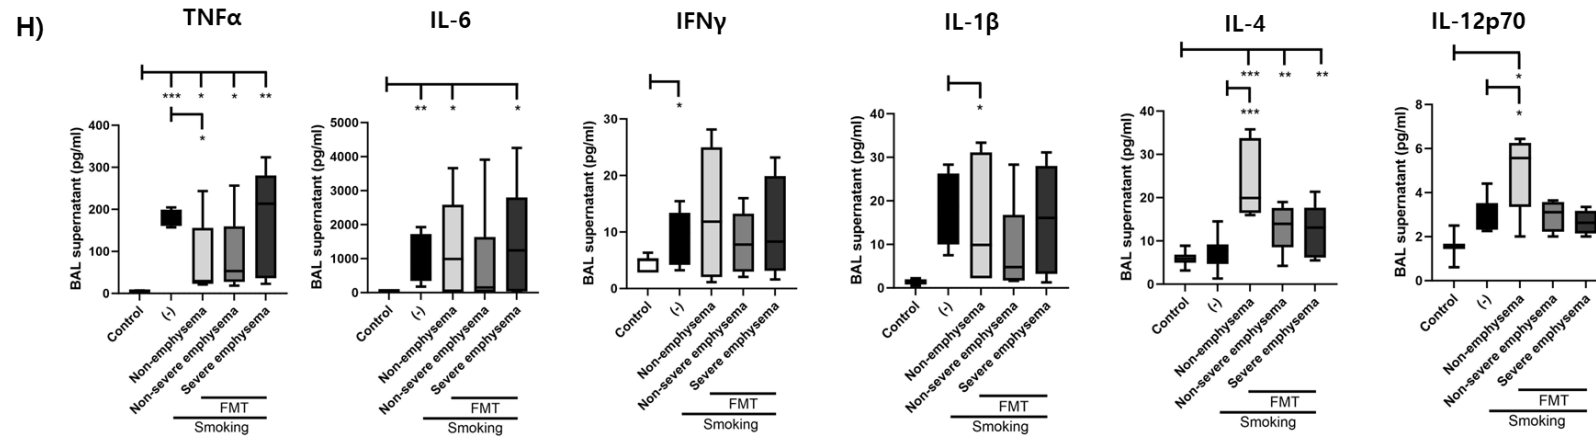 H)
TNFα
BAL supernatant (pg/ml)
400
300
200
100
0
*** * * **
*
Control
(-)
Non-emphysema
Non-severe emphysema
Severe emphysema
FMT
Smoking
IL-6
BAL supernatant (pg/ml)
5000
4000
3000
2000
1000
0
** * *
Control
(-)
Non-emphysema
Non-severe emphysema
Severe emphysema
FMT
Smoking
IFNγ
BAL supernatant (pg/ml)
30
20
10
0
*
Control
(-)
Non-emphysema
Non-severe emphysema
Severe emphysema
FMT
Smoking
IL-1β
BAL supernatant (pg/ml)
40
30
20
10
0
*
Control
(-)
Non-emphysema
Non-severe emphysema
Severe emphysema
FMT
Smoking
IL-4
BAL supernatant (pg/ml)
40
30
20
10
0
*** ** **
***
Control
(-)
Non-emphysema
Non-severe emphysema
Severe emphysema
FMT
Smoking
IL-12p70
BAL supernatant (pg/ml)
8
6
4
2
0
*
*
Control
(-)
Non-emphysema
Non-severe emphysema
Severe emphysema
FMT
Smoking